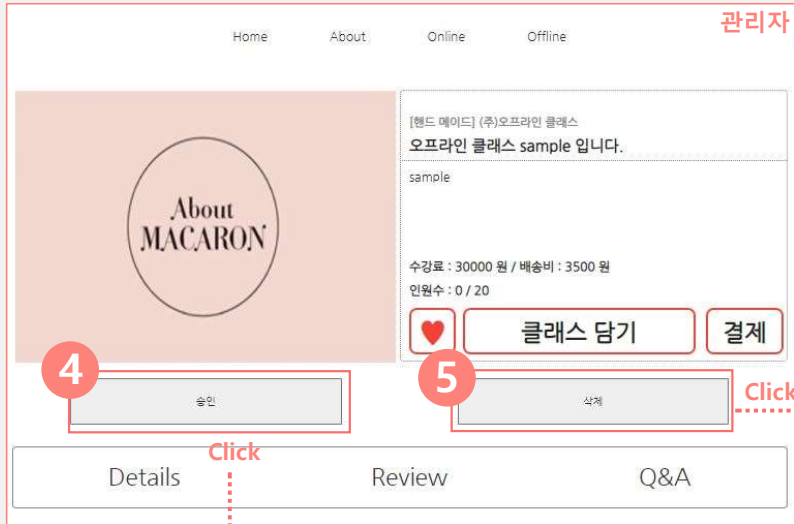 관리자
Home About Online Offline
[핸드 메이드] (주)오프라인 클래스
오프라인 클래스 sample 입니다.
sample
About
MACARON
수강료 : 30000 원 / 배송비 : 3500 원
인원수 : 0 / 20
클래스 담기 결제
4
5
승인
삭제
Click
Click
Details Review Q&A